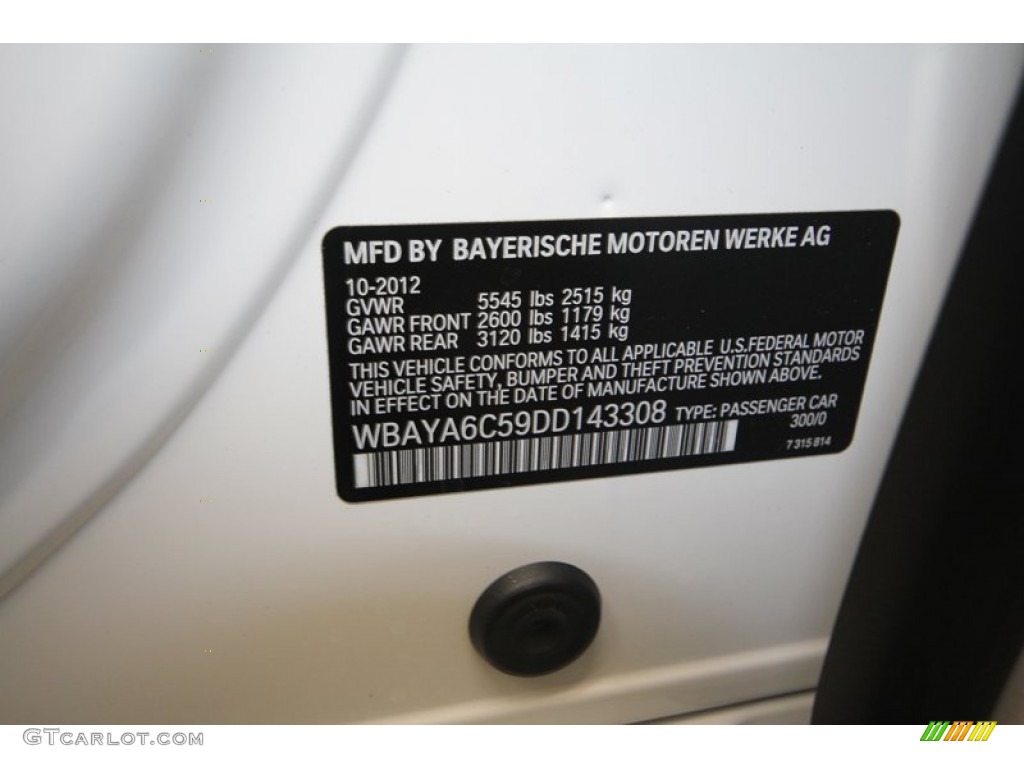 MFD BY BAYERISCHE MOTOREN WERKE AG
10-2012
GVWR 5545 lbs 2515 kg
GAWR FRONT 2600 lbs 1179 kg
GAWR REAR 3120 lbs 1415 kg
THIS VEHICLE CONFORMS TO ALL APPLICABLE U.S.FEDERAL MOTOR
VEHICLE SAFETY, BUMPER AND THEFT PREVENTION STANDARDS
IN EFFECT ON THE DATE OF MANUFACTURE SHOWN ABOVE.
WBAYA6C59DD143308 TYPE: PASSENGER CAR
300/0
7 315 814
GTCARLOT.COM